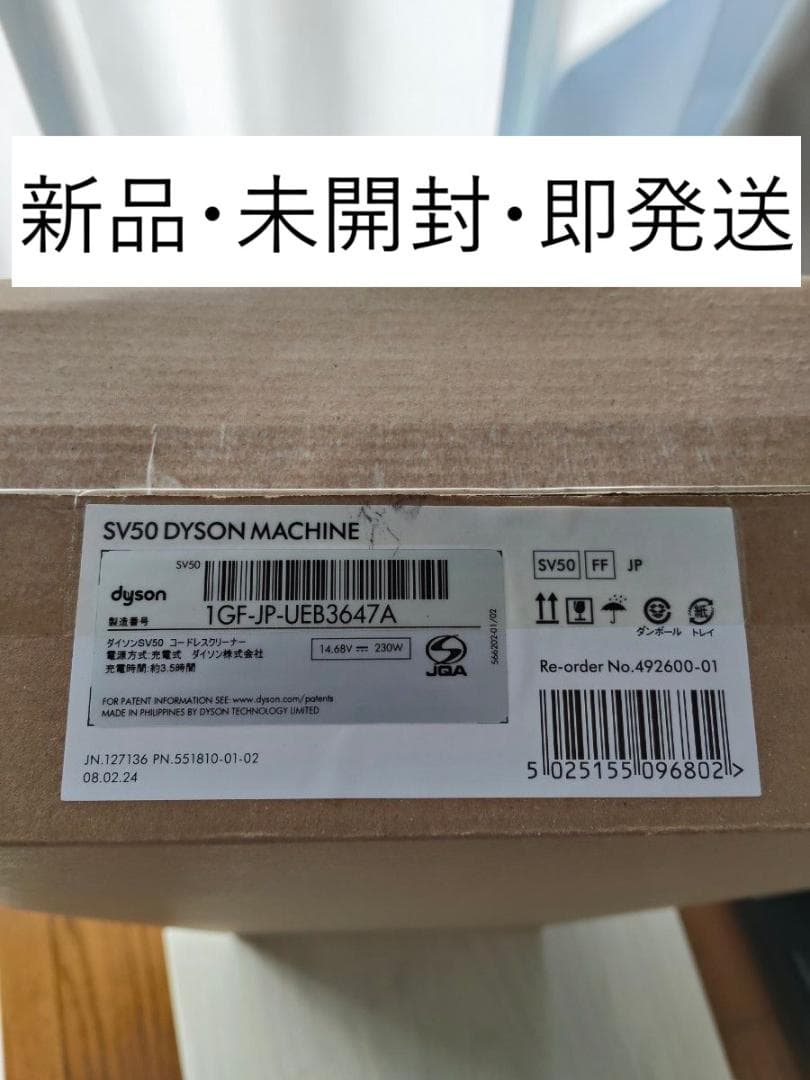 新品・未開封・即発送
SV50 DYSON MACHINE
SV50
dyson
製造番号
1GF-JP-UEB3647A
ダイソンSV50 コードレスクリーナー
電源方式:充電式 ダイソン株式会社
充電時間:約3.5時間
14.68V ⎓ 230W
JQA
566202-01/02
FOR PATENT INFORMATION SEE: www.dyson.com/patents
MADE IN PHILIPPINES BY DYSON TECHNOLOGY LIMITED
JN.127136 PN.551810-01-02
08.02.24
SV50 FF JP
紙
ダンボール トレイ
Re-order No.492600-01
5 025155 096802 >